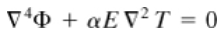 ∇⁴Φ + αE ∇² T = 0